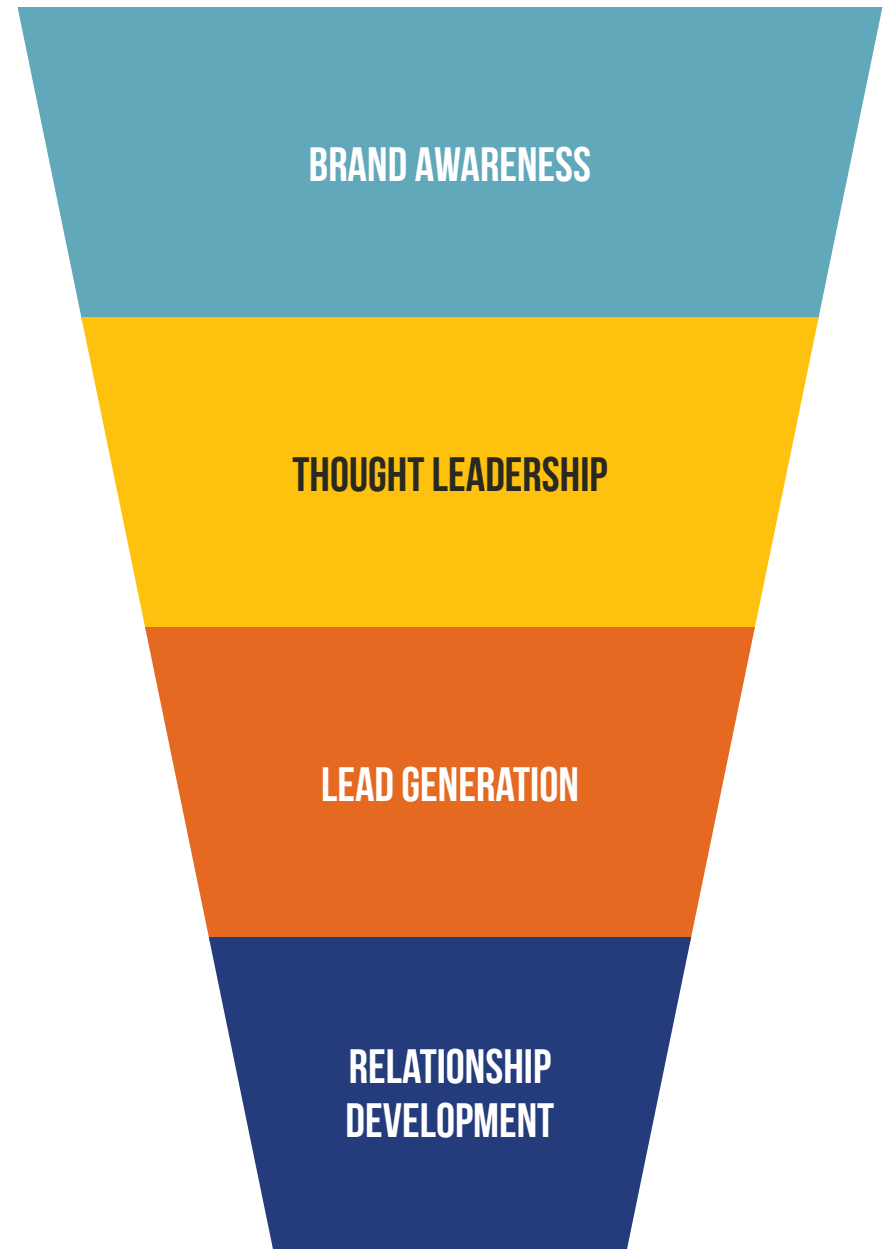 BRAND AWARENESS
THOUGHT LEADERSHIP
LEAD GENERATION
RELATIONSHIP
DEVELOPMENT